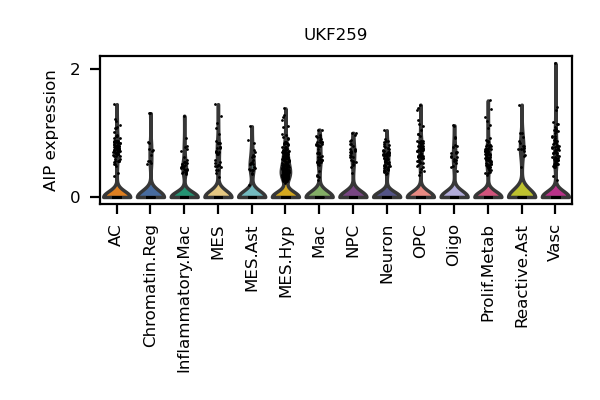 UKF259
AIP expression
2
0
AC
Chromatin.Reg
Inflammatory.Mac
MES
MES.Ast
MES.Hyp
Mac
NPC
Neuron
OPC
Oligo
Prolif.Metab
Reactive.Ast
Vasc